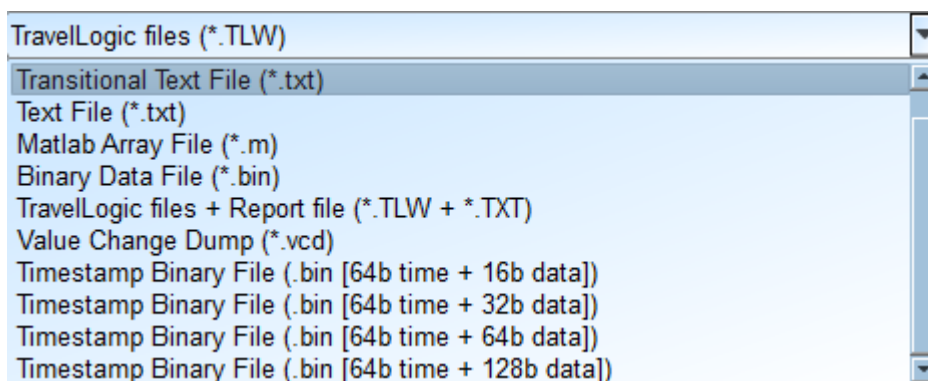 TravelLogic files (*.TLW)
Transitional Text File (*.txt)
Text File (*.txt)
Matlab Array File (*.m)
Binary Data File (*.bin)
TravelLogic files + Report file (*.TLW + *.TXT)
Value Change Dump (*.vcd)
Timestamp Binary File (.bin [64b time + 16b data])
Timestamp Binary File (.bin [64b time + 32b data])
Timestamp Binary File (.bin [64b time + 64b data])
Timestamp Binary File (.bin [64b time + 128b data])